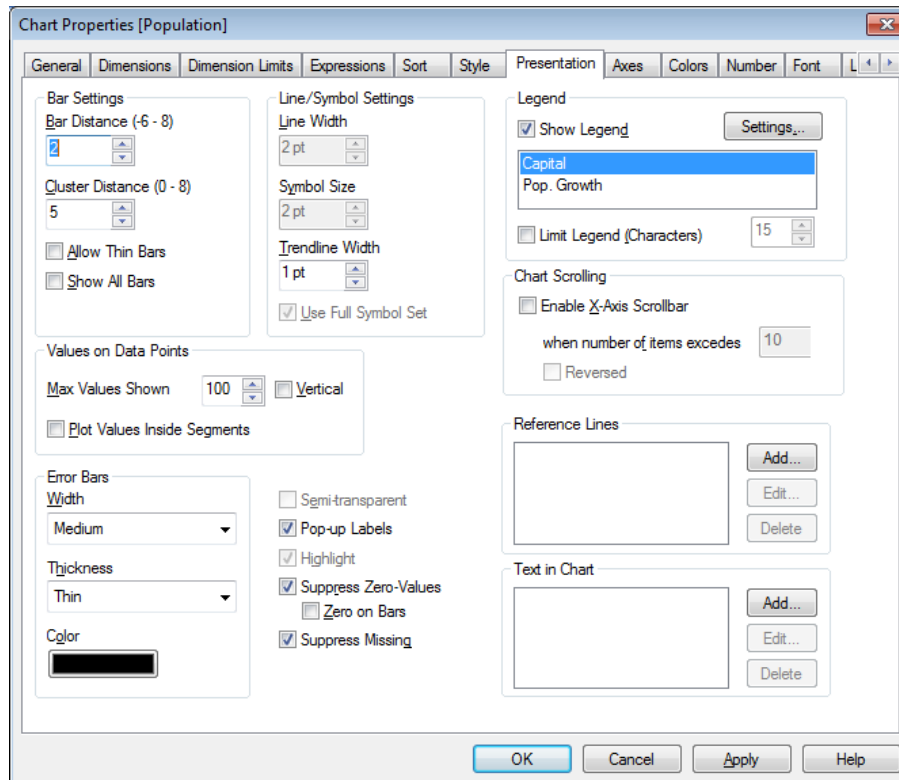 Chart Properties [Population]
General Dimensions Dimension Limits Expressions Sort Style Presentation Axes Colors Number Font L
Bar Settings
Bar Distance (-6 - 8)
2
Cluster Distance (0 - 8)
5
Allow Thin Bars
Show All Bars
Line/Symbol Settings
Line Width
2 pt
Symbol Size
2 pt
Trendline Width
1 pt
Use Full Symbol Set
Legend
Show Legend Settings...
Capital
Pop. Growth
Limit Legend (Characters) 15
Chart Scrolling
Enable X-Axis Scrollbar
when number of items excedes 10
Reversed
Values on Data Points
Max Values Shown 100 Vertical
Plot Values Inside Segments
Reference Lines
Add...
Edit...
Delete
Error Bars
Width
Medium
Thickness
Thin
Color
Semi-transparent
Pop-up Labels
Highlight
Suppress Zero-Values
Zero on Bars
Suppress Missing
Text in Chart
Add...
Edit...
Delete
OK Cancel Apply Help